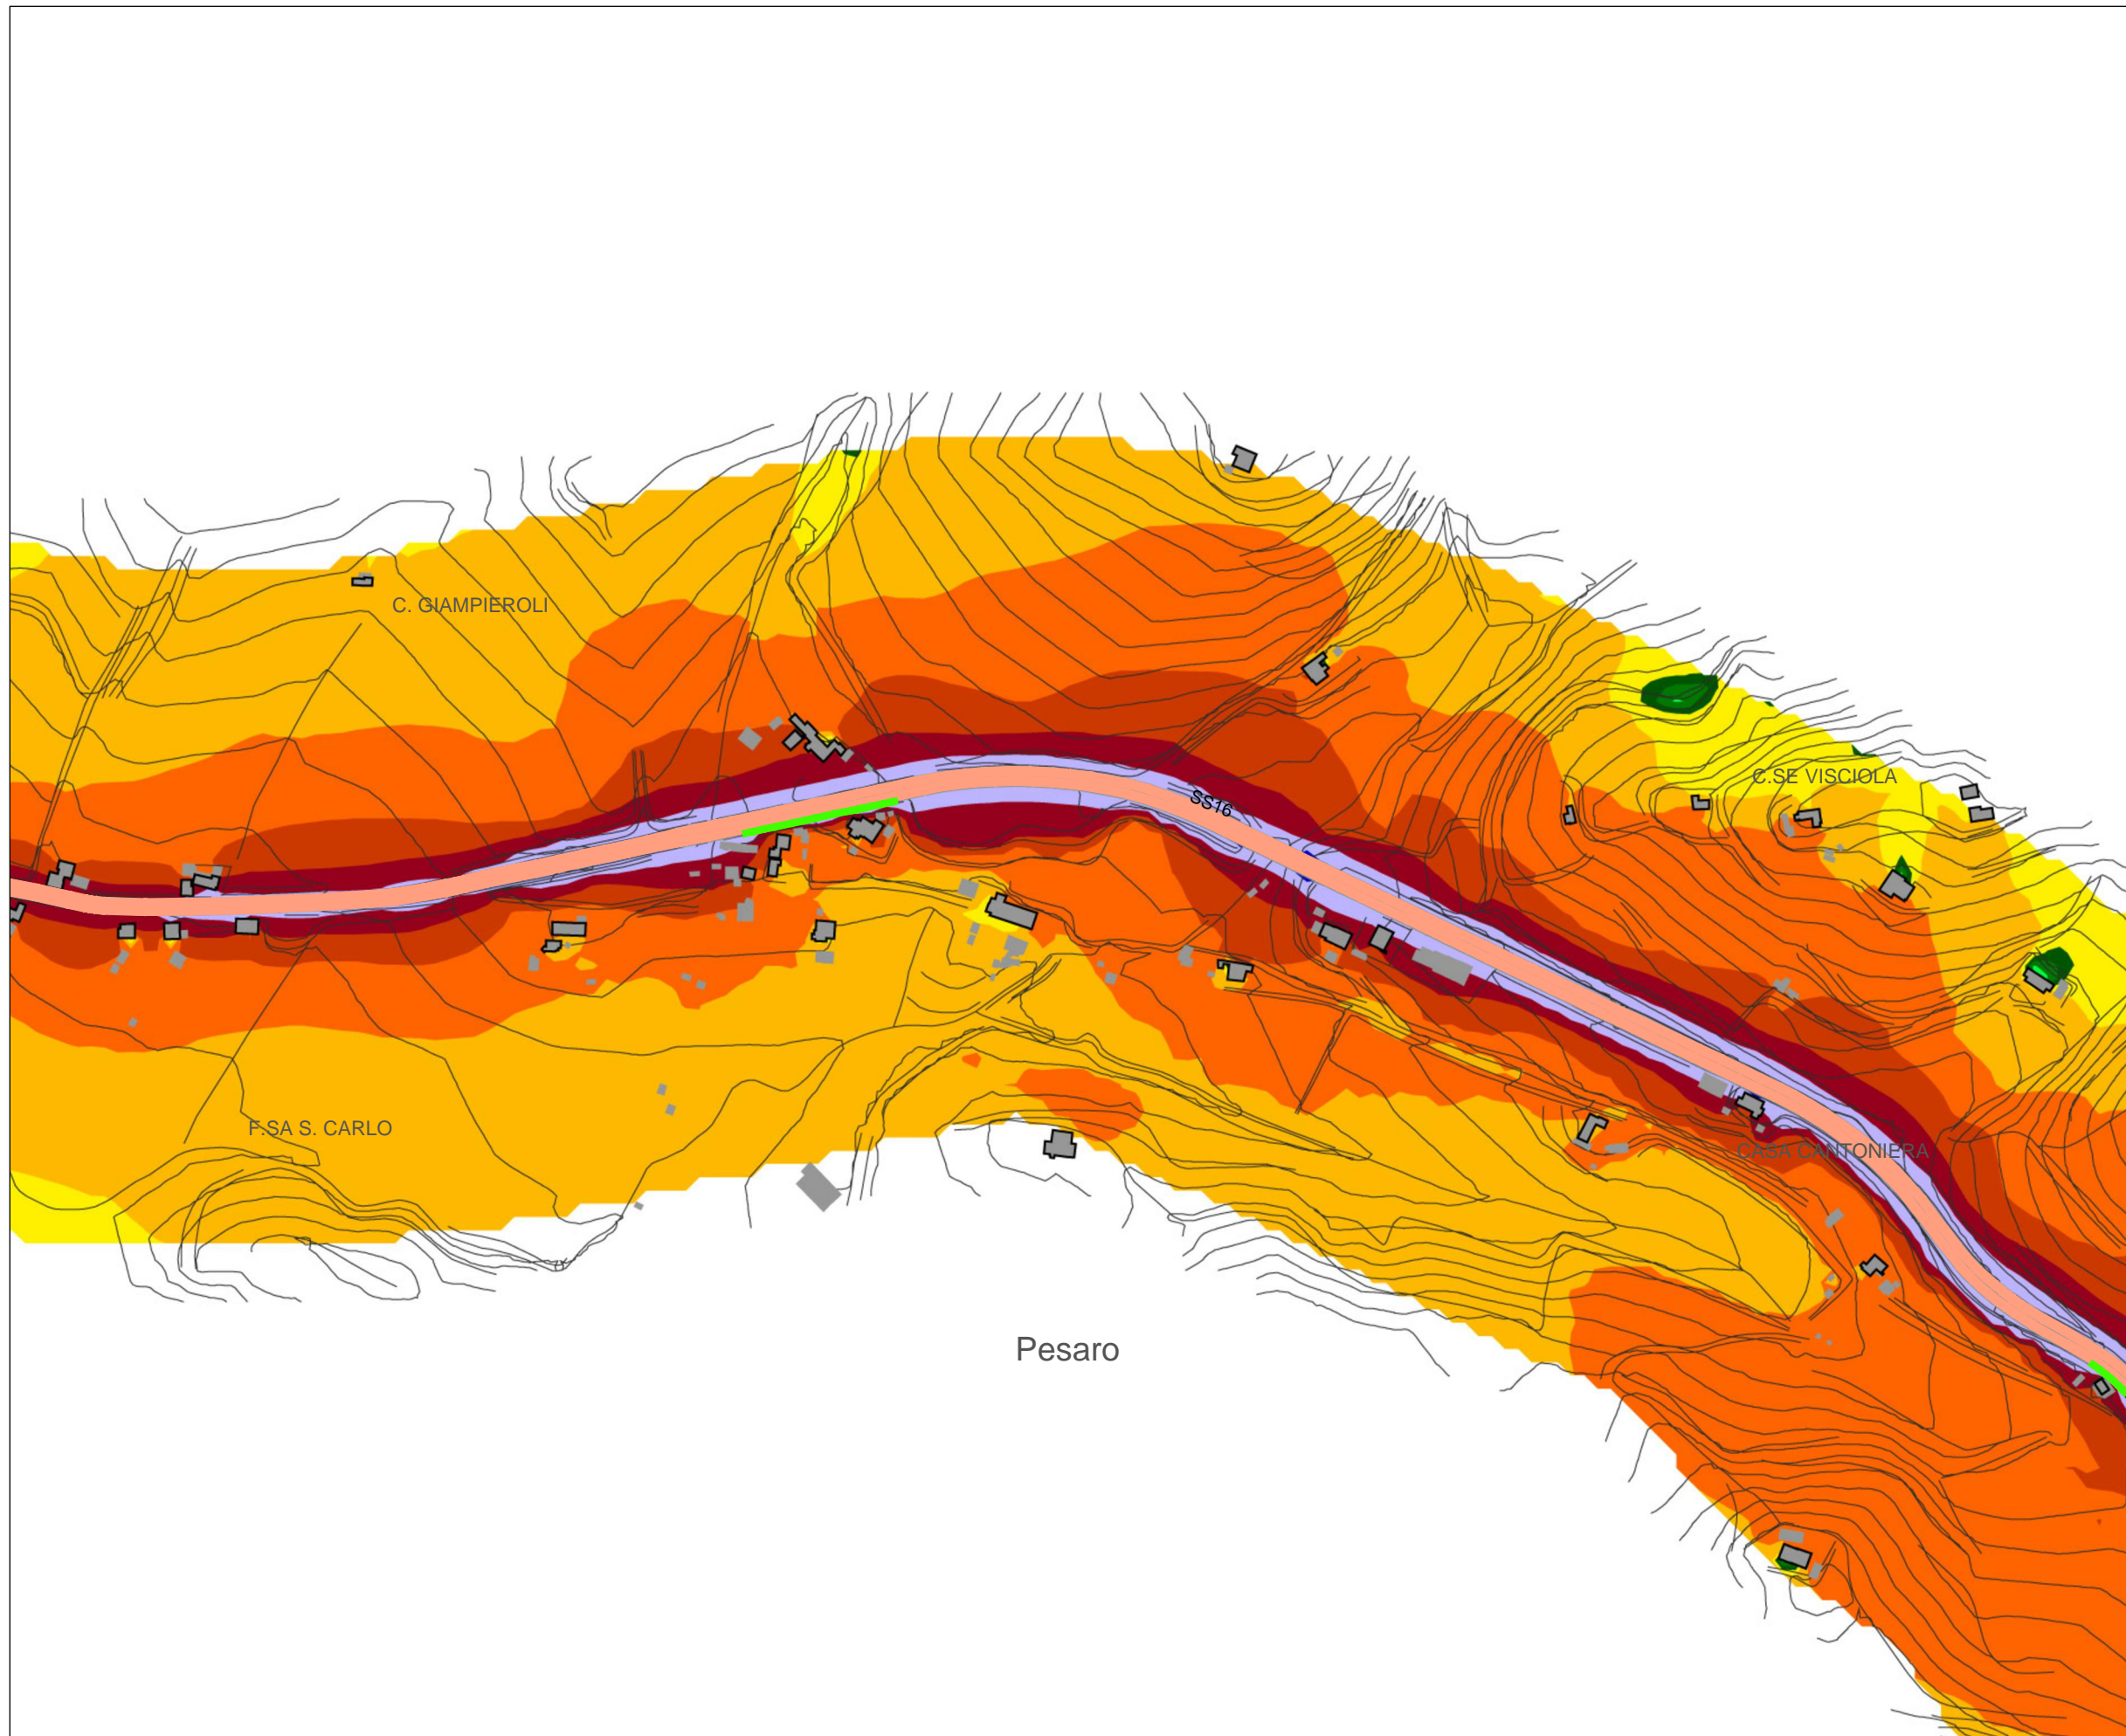 C. GIAMPIEROLI
C.SE VISCIOLA
SS16
F.SA S. CARLO
CASA CANTONIERA
Pesaro